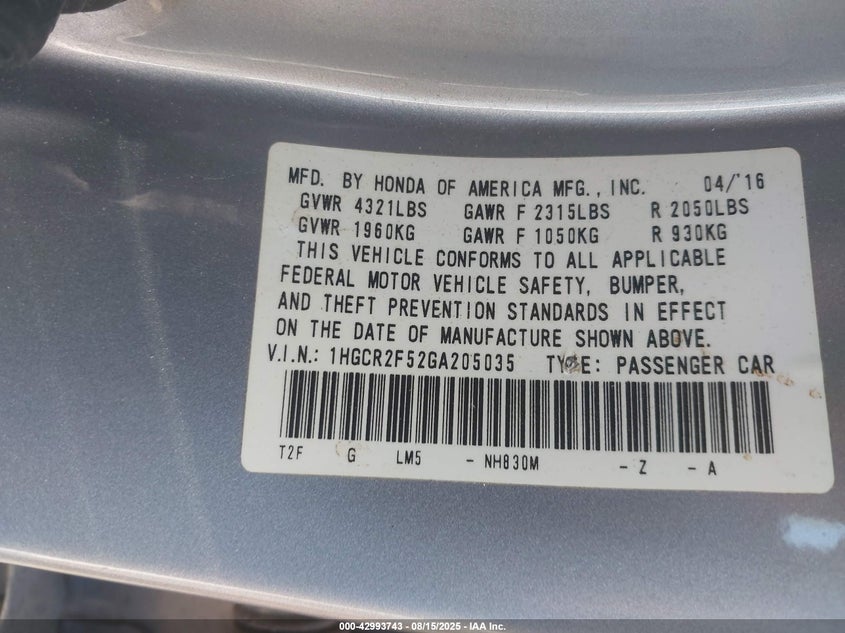 MFD. BY HONDA OF AMERICA MFG., INC. 04/'16
GVWR 4321LBS GAWR F 2315LBS R 2050LBS
GVWR 1960KG GAWR F 1050KG R 930KG
THIS VEHICLE CONFORMS TO ALL APPLICABLE
FEDERAL MOTOR VEHICLE SAFETY, BUMPER,
AND THEFT PREVENTION STANDARDS IN EFFECT
ON THE DATE OF MANUFACTURE SHOWN ABOVE.
V.I.N.: 1HGCR2F52GA205035 TYPE: PASSENGER CAR
T2F G LM5 - NH830M - Z - A
000-42993743 - 08/15/2025 - IAA Inc.